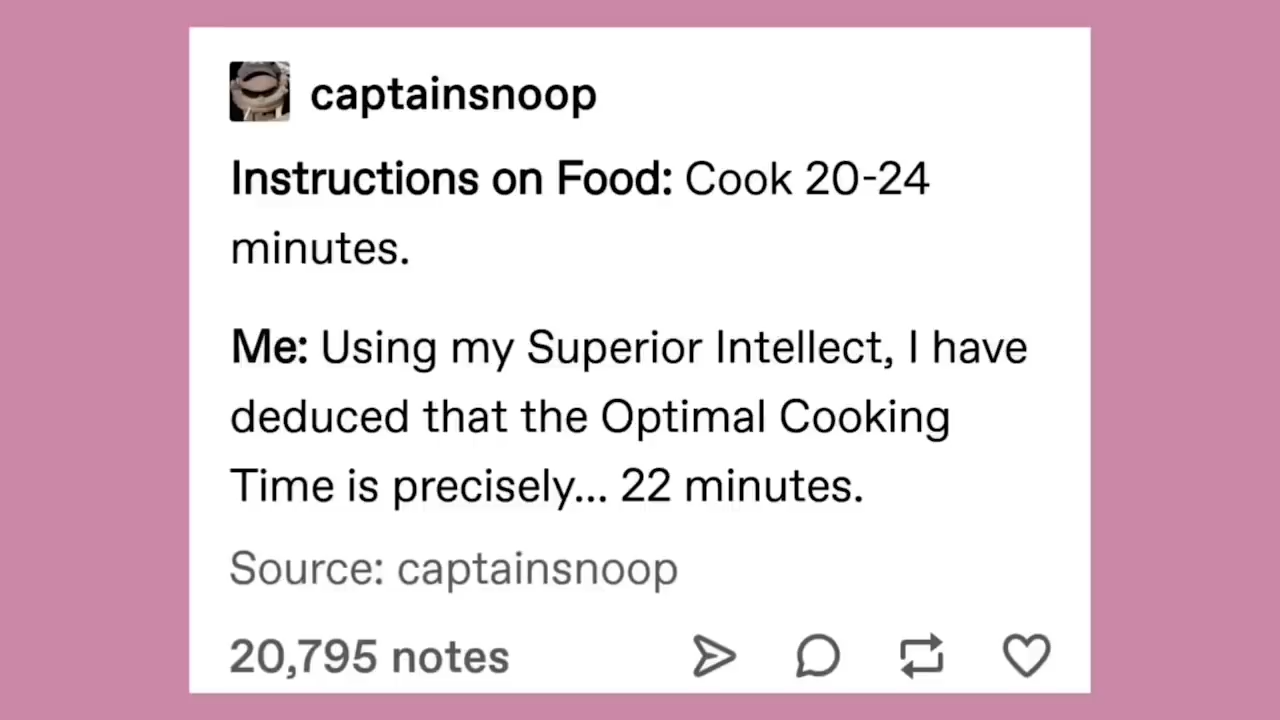 captainsnoop
Instructions on Food: Cook 20-24
minutes.
Me: Using my Superior Intellect, I have
deduced that the Optimal Cooking
Time is precisely... 22 minutes.
Source: captainsnoop
20,795 notes